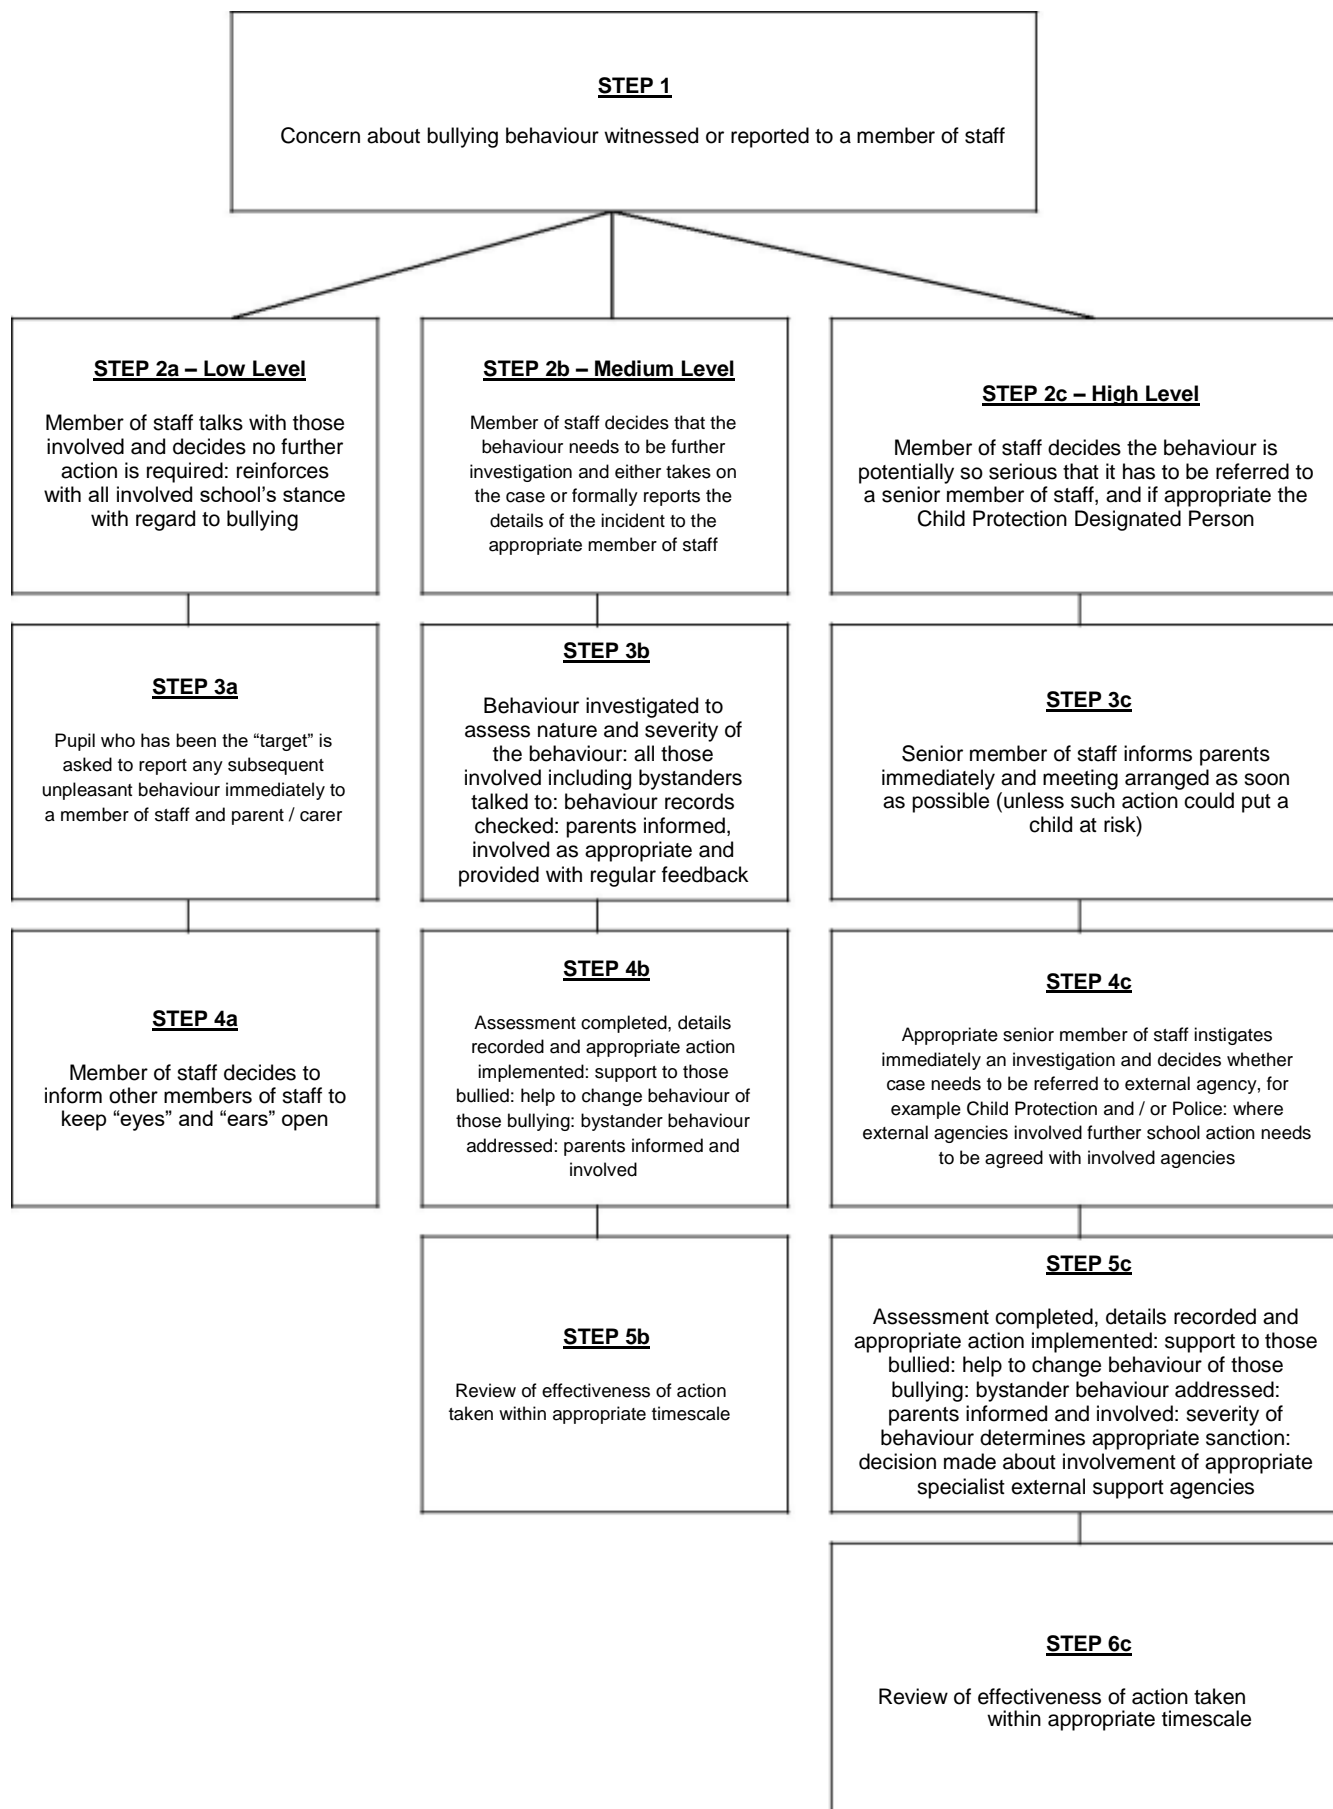 STEP 1
Concern about bullying behaviour witnessed or reported to a member of staff
STEP 2a – Low Level
Member of staff talks with those
involved and decides no further
action is required: reinforces
with all involved school’s stance
with regard to bullying
STEP 2b – Medium Level
Member of staff decides that the
behaviour needs to be further
investigation and either takes on
the case or formally reports the
details of the incident to the
appropriate member of staff
STEP 2c – High Level
Member of staff decides the behaviour is
potentially so serious that it has to be referred to
a senior member of staff, and if appropriate the
Child Protection Designated Person
STEP 3a
Pupil who has been the “target” is
asked to report any subsequent
unpleasant behaviour immediately to
a member of staff and parent / carer
STEP 3b
Behaviour investigated to
assess nature and severity of
the behaviour: all those
involved including bystanders
talked to: behaviour records
checked: parents informed,
involved as appropriate and
provided with regular feedback
STEP 3c
Senior member of staff informs parents
immediately and meeting arranged as soon
as possible (unless such action could put a
child at risk)
STEP 4a
Member of staff decides to
inform other members of staff to
keep “eyes” and “ears” open
STEP 4b
Assessment completed, details
recorded and appropriate action
implemented: support to those
bullied: help to change behaviour of
those bullying: bystander behaviour
addressed: parents informed and
involved
STEP 4c
Appropriate senior member of staff instigates
immediately an investigation and decides whether
case needs to be referred to external agency, for
example Child Protection and / or Police: where
external agencies involved further school action needs
to be agreed with involved agencies
STEP 5b
Review of effectiveness of action
taken within appropriate timescale
STEP 5c
Assessment completed, details recorded and
appropriate action implemented: support to those
bullied: help to change behaviour of those
bullying: bystander behaviour addressed:
parents informed and involved: severity of
behaviour determines appropriate sanction:
decision made about involvement of appropriate
specialist external support agencies
STEP 6c
Review of effectiveness of action taken
within appropriate timescale